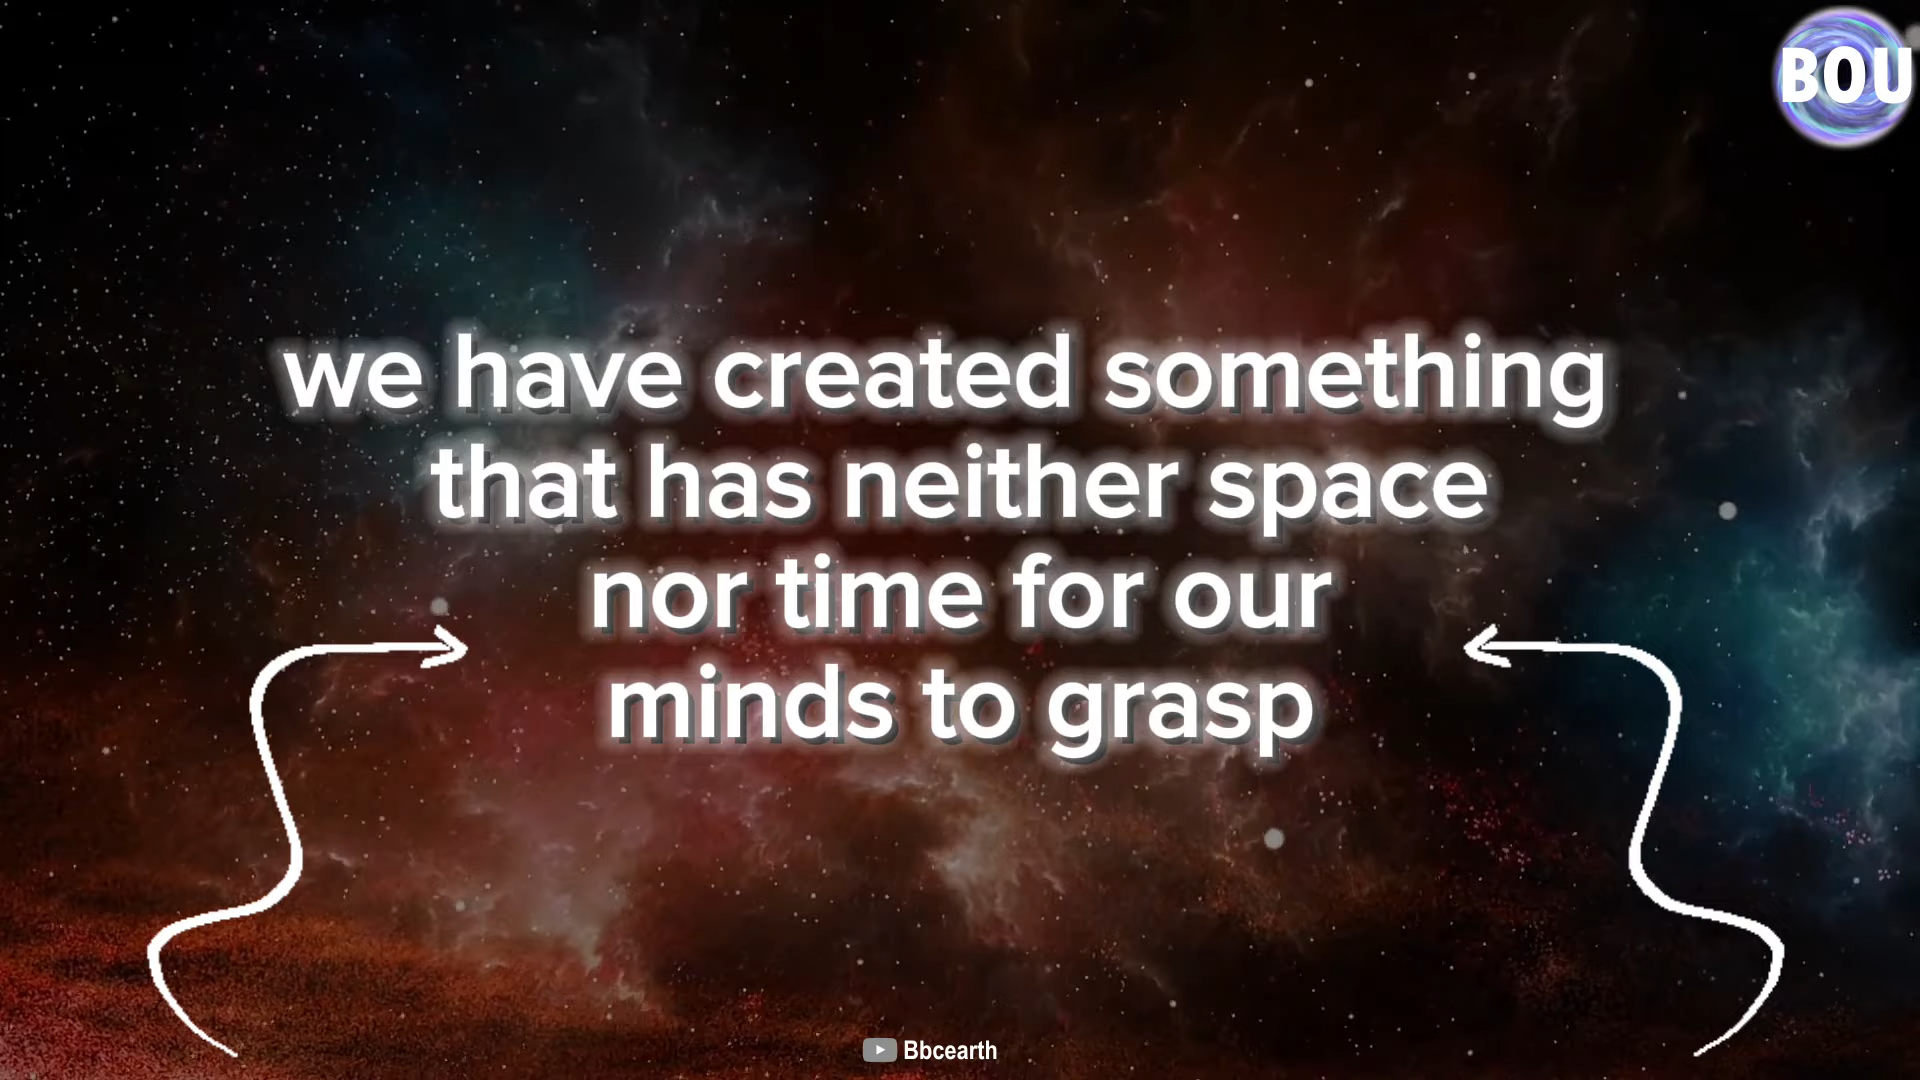 BOU
we have created something
that has neither space
nor time for our
minds to grasp
Bbcearth